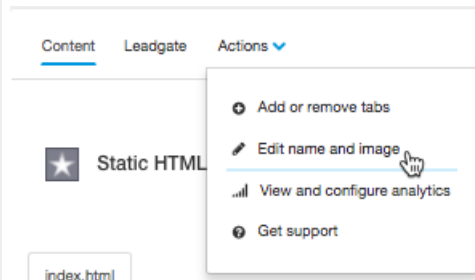 Content Leadgate Actions
Add or remove tabs
Edit name and image
Static HTML
View and configure analytics
Get support
index.html